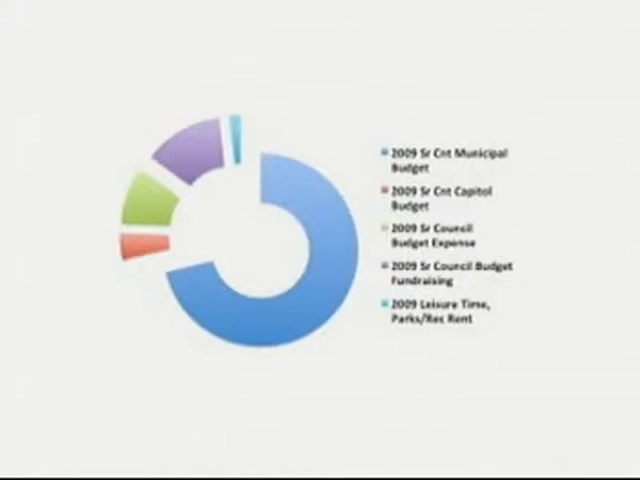 2009 Sr Cnt Municipal
Budget
2009 Sr Cnt Capitol
Budget
2009 Sr Council
Budget Expense
2009 Sr Council Budget
Fundraising
2009 Leisure Time,
Parks/Rec Rent